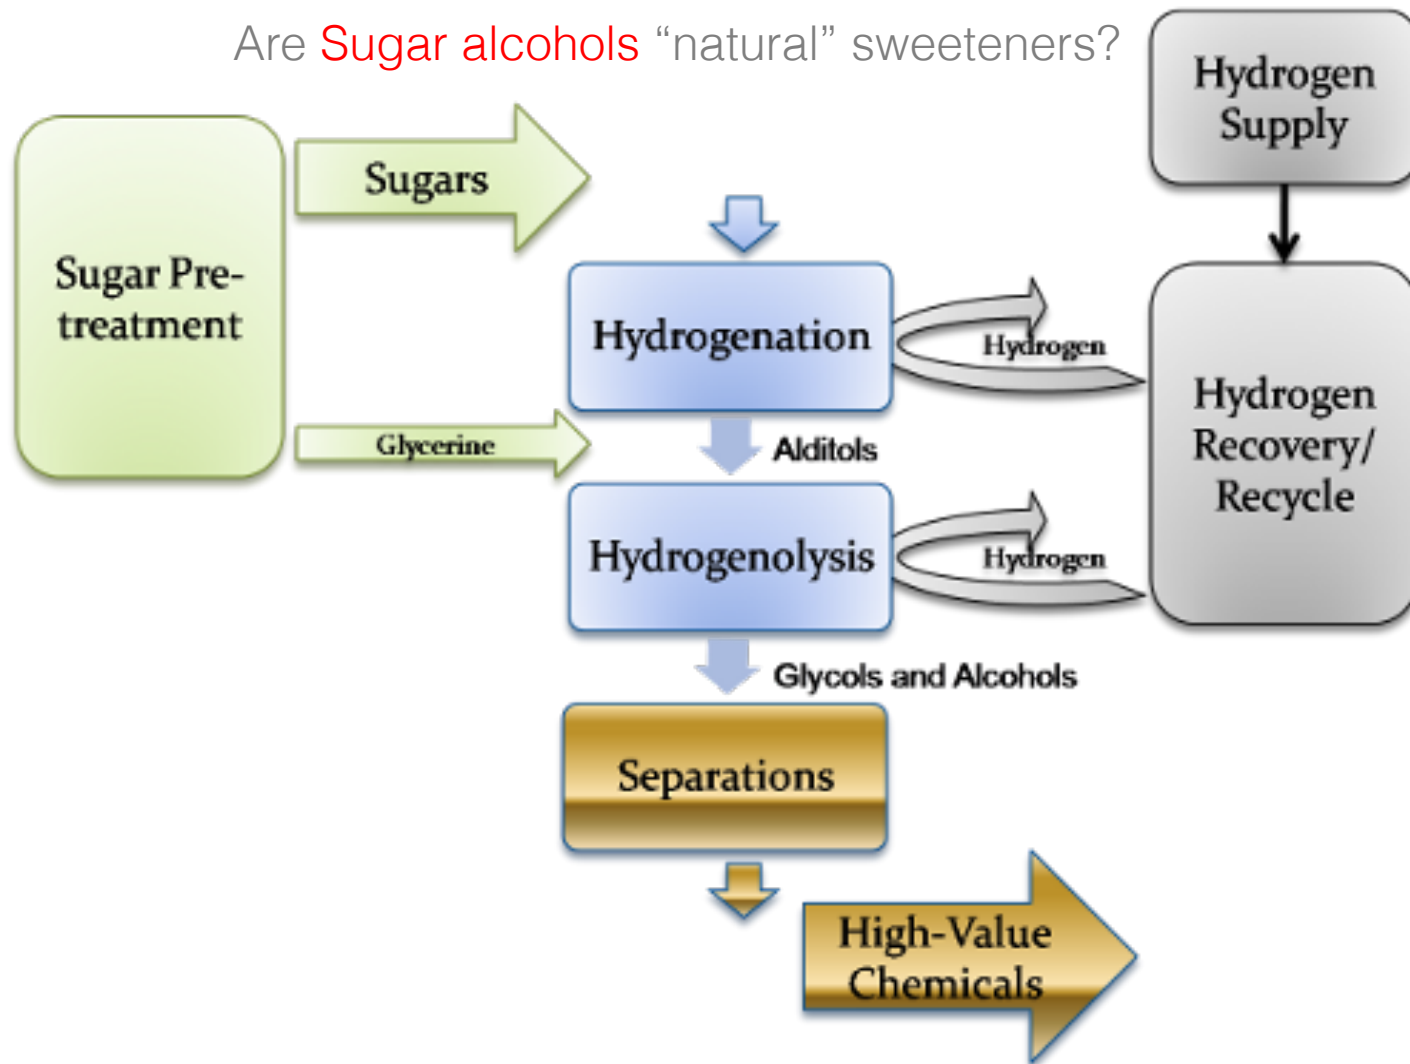 Are Sugar alcohols “natural” sweeteners?
Hydrogen
Supply
Sugars
Sugar Pre-
treatment
Hydrogenation
Hydrogen
Hydrogen
Recovery/
Recycle
Glycerine
Alditols
Hydrogenolysis
Hydrogen
Glycols and Alcohols
Separations
High-Value
Chemicals